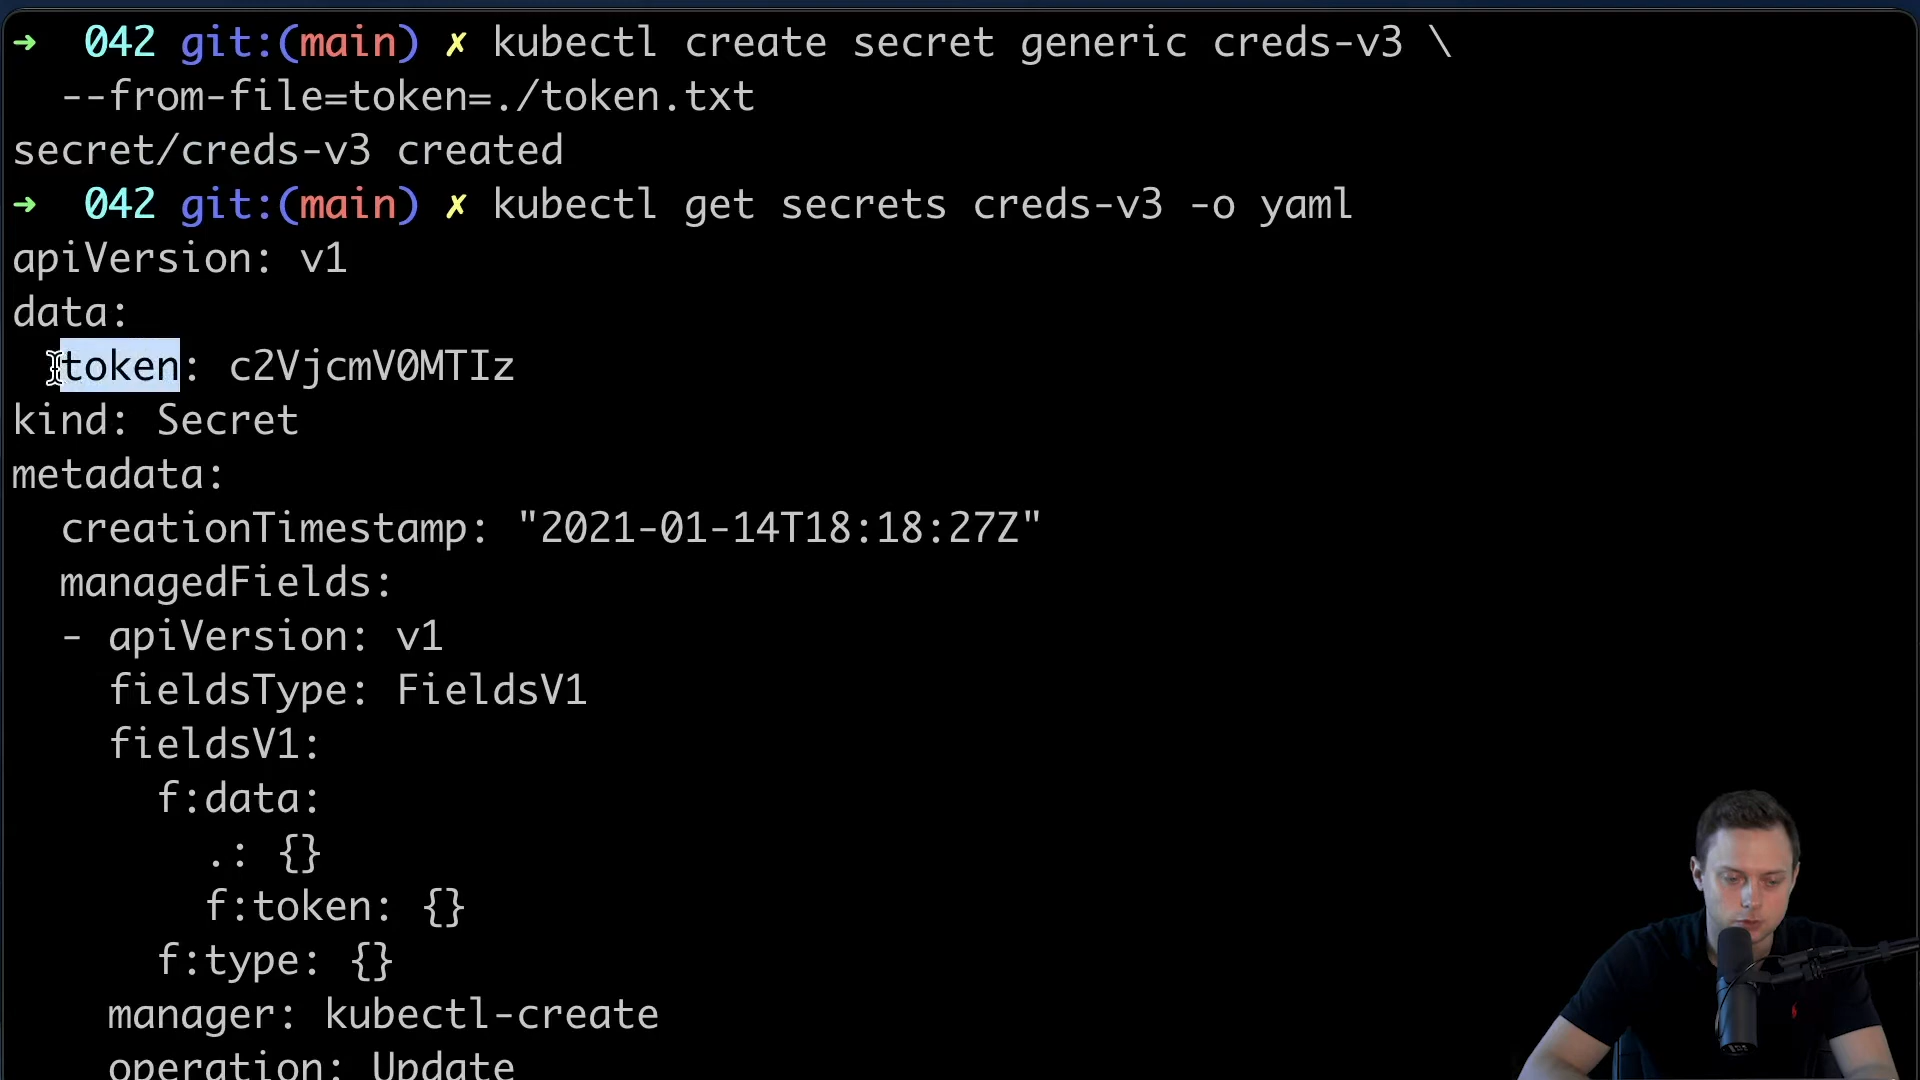 ➜  042 git:(main) ✗ kubectl create secret generic creds-v3 \
  --from-file=token=./token.txt
secret/creds-v3 created
➜  042 git:(main) ✗ kubectl get secrets creds-v3 -o yaml
apiVersion: v1
data:
  token: c2VjcmV0MTIz
kind: Secret
metadata:
  creationTimestamp: "2021-01-14T18:18:27Z"
  managedFields:
  - apiVersion: v1
    fieldsType: FieldsV1
    fieldsV1:
      f:data:
        .: {}
        f:token: {}
      f:type: {}
    manager: kubectl-create
    operation: Update